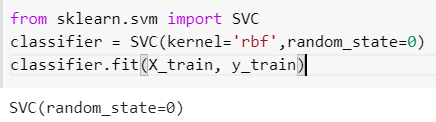 from sklearn.svm import SVC
classifier = SVC(kernel='rbf',random_state=0)
classifier.fit(X_train, y_train)
SVC(random_state=0)